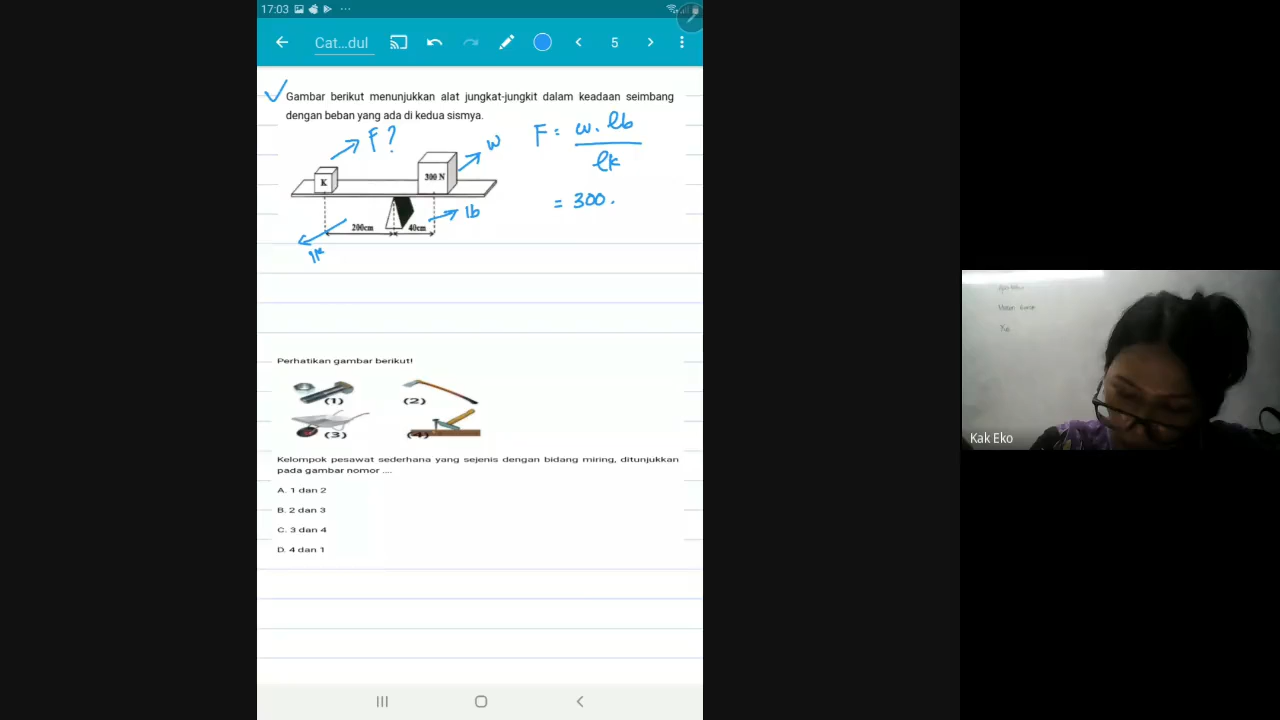 17:03
Cat...dul
5
Gambar berikut menunjukkan alat jungkat-jungkit dalam keadaan seimbang
dengan beban yang ada di kedua sismya.
F?
w
F = w. lb
lk
= 300.
K
300 N
lb
200cm
40cm
lk
Perhatikan gambar berikut!
(1)
(2)
(3)
(4)
Kelompok pesawat sederhana yang sejenis dengan bidang miring, ditunjukkan
pada gambar nomor ....
A. 1 dan 2
B. 2 dan 3
C. 3 dan 4
D. 4 dan 1
Kak Eko